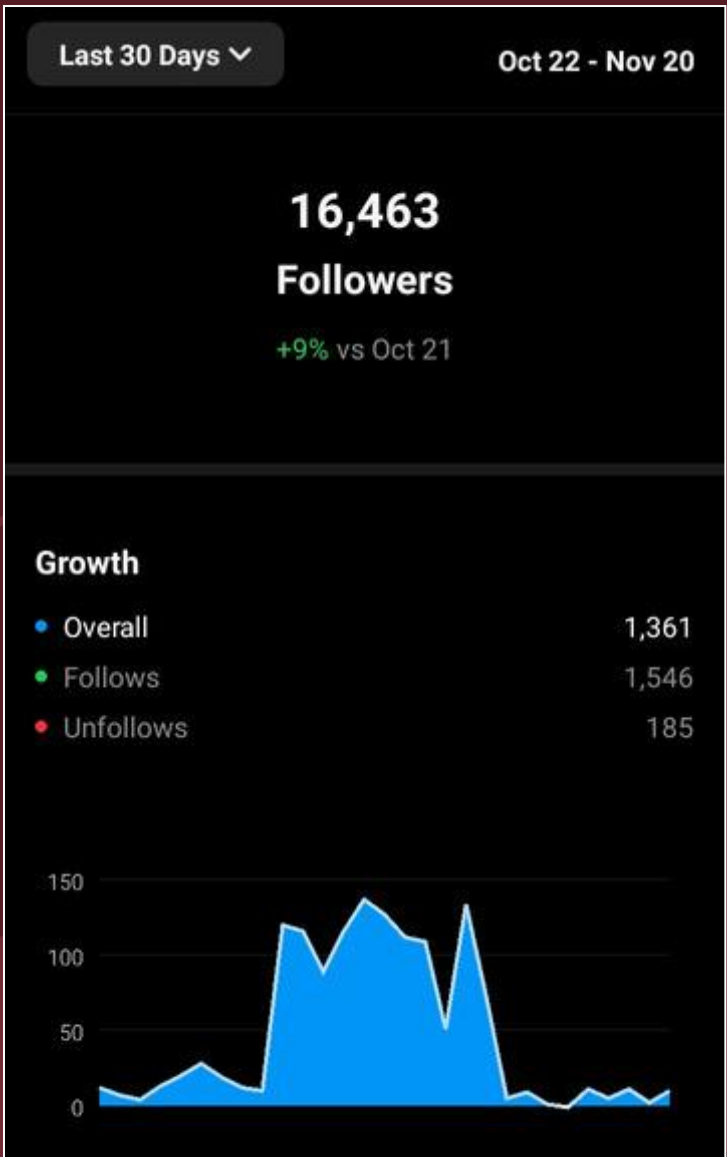 Last 30 Days
Oct 22 - Nov 20
16,463
Followers
+9% vs Oct 21
Growth
Overall 1,361
Follows 1,546
Unfollows 185
150
100
50
0